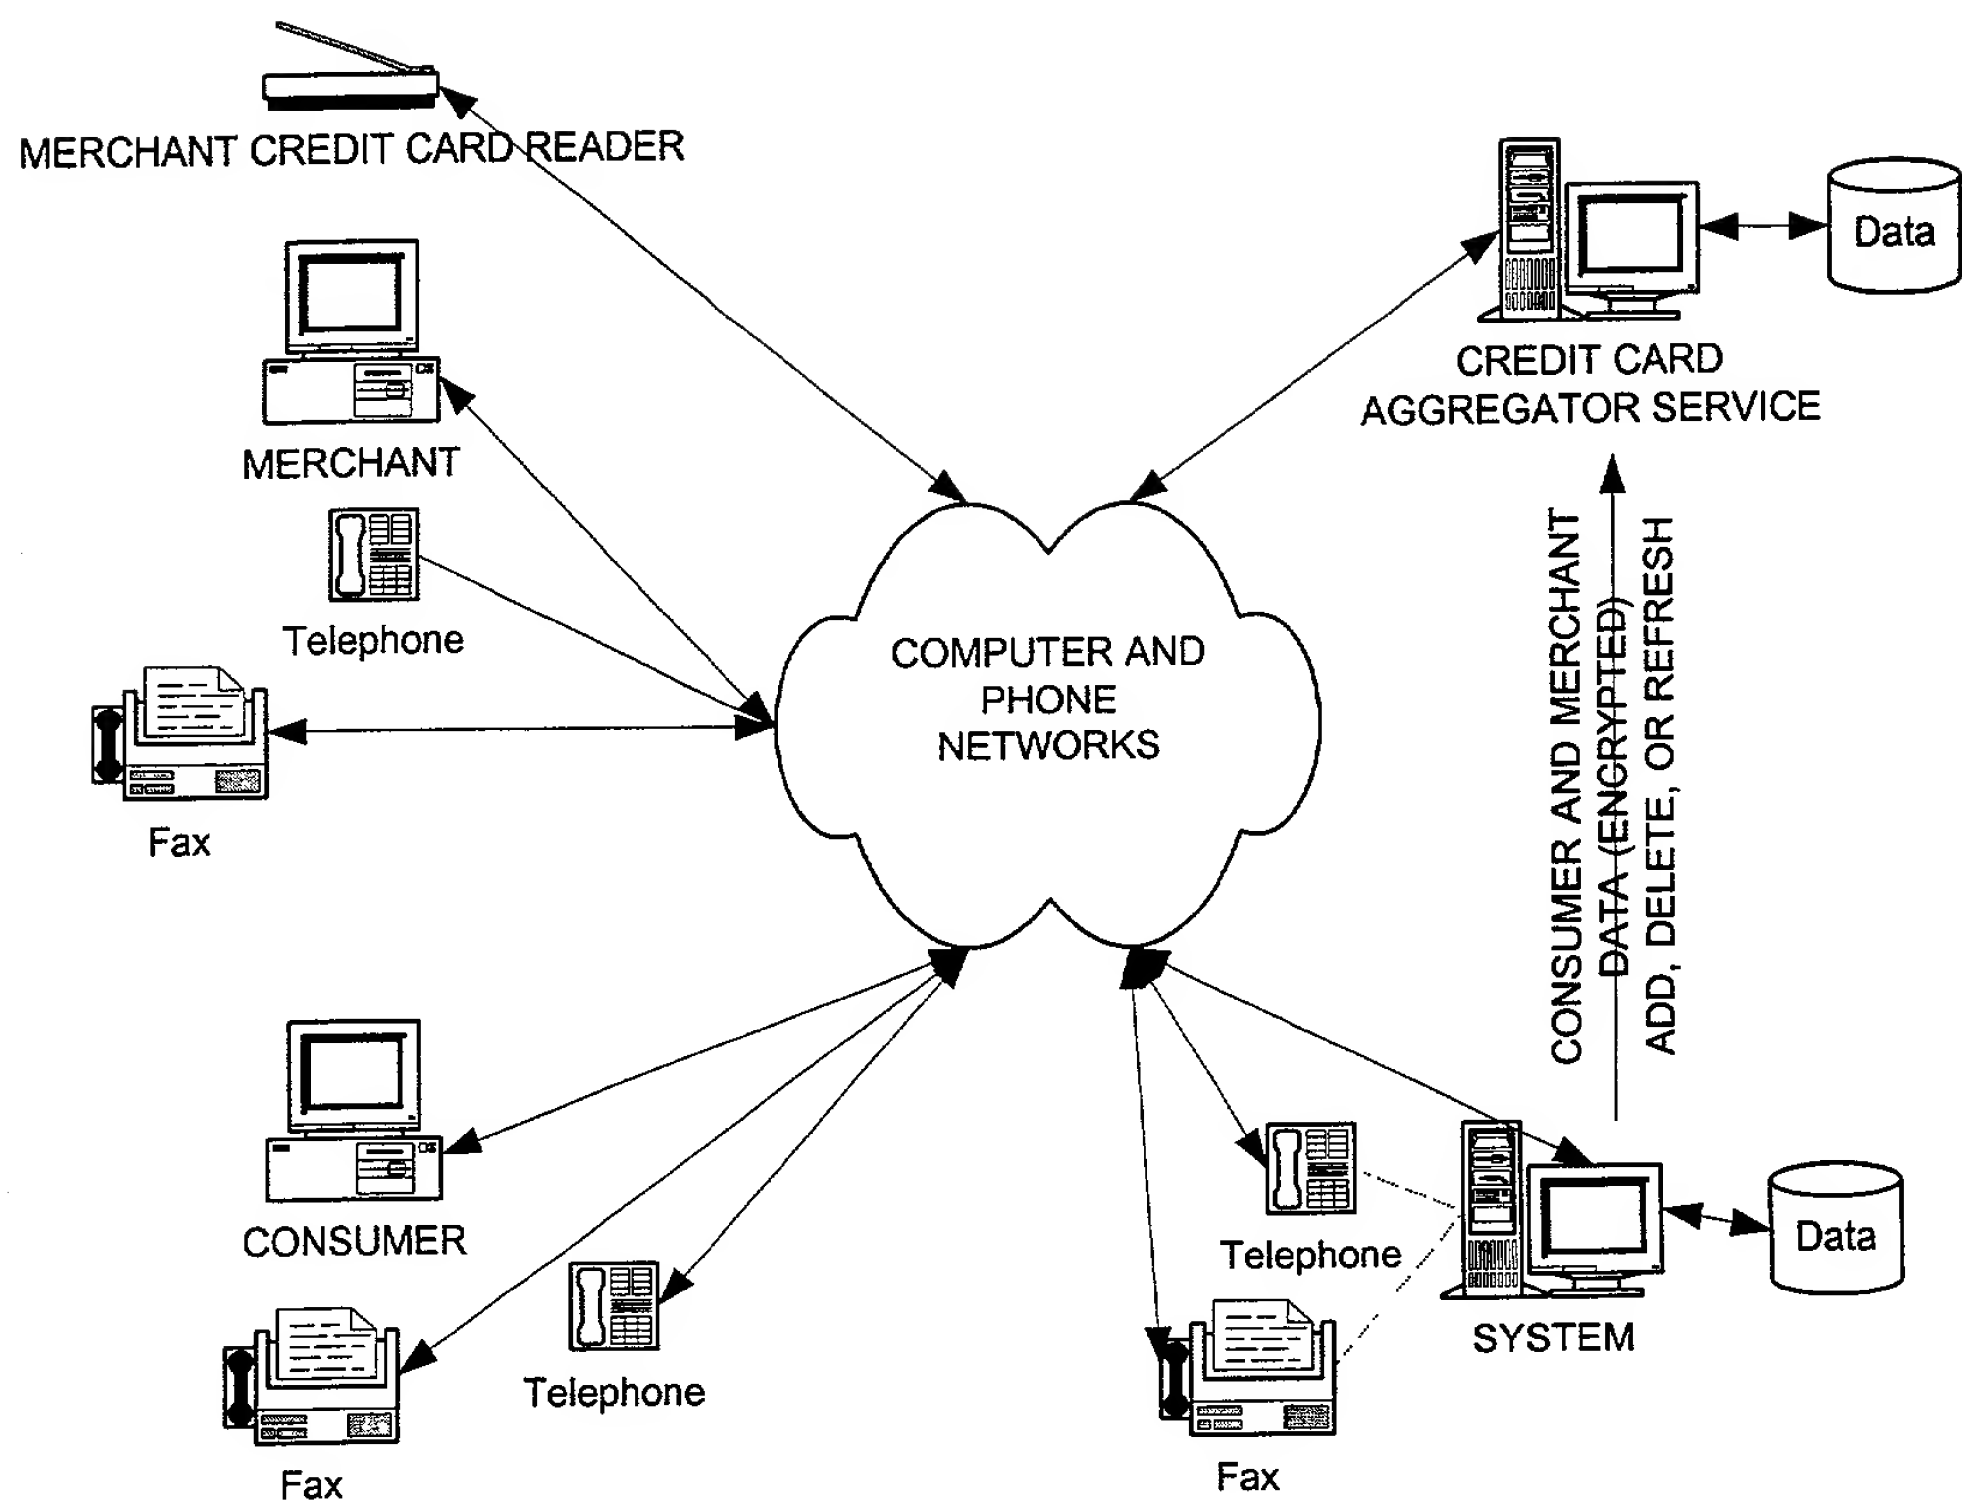 MERCHANT CREDIT CARD READER
Data
CREDIT CARD
AGGREGATOR SERVICE
MERCHANT
Telephone
Fax
COMPUTER AND
PHONE
NETWORKS
CONSUMER AND MERCHANT
DATA (ENCRYPTED)
ADD, DELETE, OR REFRESH
CONSUMER
Telephone
Fax
Telephone
Fax
SYSTEM
Data